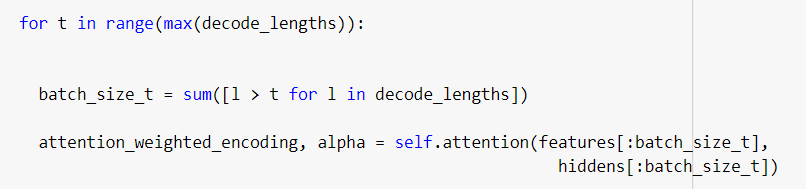 for t in range(max(decode_lengths)):
batch_size_t = sum([l > t for l in decode_lengths])
attention_weighted_encoding, alpha = self.attention(features[:batch_size_t],
hiddens[:batch_size_t])